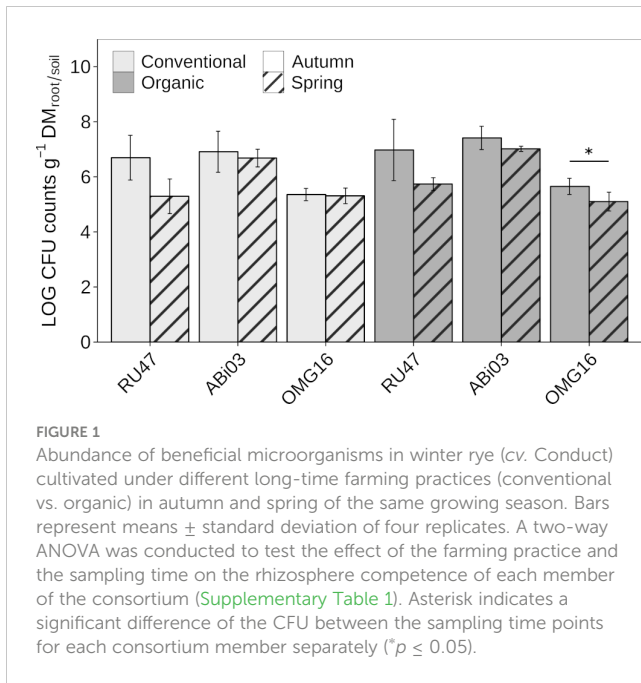 Conventional Autumn
Organic Spring
LOG CFU counts g⁻¹ DM root/soil
10
8
6
4
2
0
*
RU47 ABi03 OMG16 RU47 ABi03 OMG16
FIGURE 1
Abundance of beneficial microorganisms in winter rye (cv. Conduct)
cultivated under different long-time farming practices (conventional
vs. organic) in autumn and spring of the same growing season. Bars
represent means ± standard deviation of four replicates. A two-way
ANOVA was conducted to test the effect of the farming practice and
the sampling time on the rhizosphere competence of each member
of the consortium (Supplementary Table 1). Asterisk indicates a
significant difference of the CFU between the sampling time points
for each consortium member separately (*p ≤ 0.05).